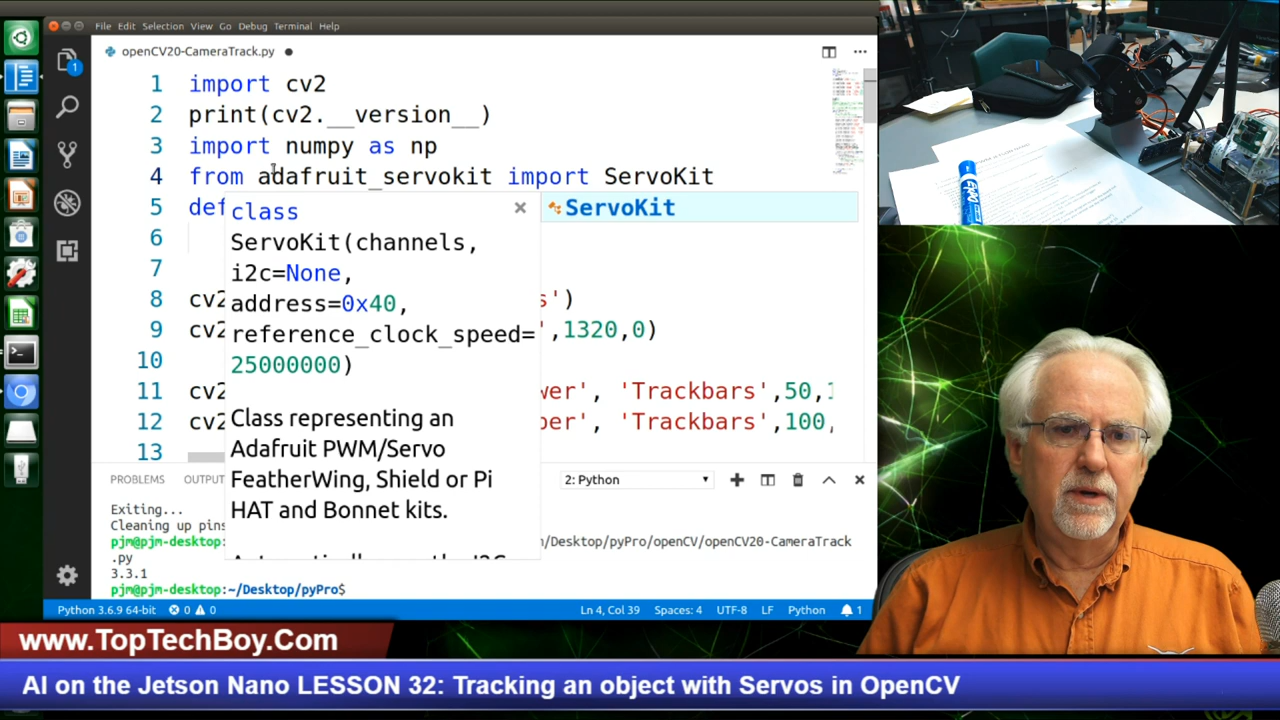 File Edit Selection View Go Debug Terminal Help
openCV20-CameraTrack.py
1 import cv2
2 print(cv2.__version__)
3 import numpy as np
4 from adafruit_servokit import ServoKit
5 def
class
ServoKit
6
ServoKit(channels,
7
i2c=None,
8 cv2
address=0x40,
s')
9 cv2
reference_clock_speed=
',1320,0)
10
25000000)
11 cv2
wer', 'Trackbars',50,1
12 cv2
Class representing an
per', 'Trackbars',100,
13
Adafruit PWM/Servo
FeatherWing, Shield or Pi
HAT and Bonnet kits.
PROBLEMS OUTPU
2: Python
Exiting...
Cleaning up pins
pjm@pjm-desktop:
/Desktop/pyPro/openCV/openCV20-CameraTrack
.py
3.3.1
pjm@pjm-desktop:~/Desktop/pyPro$
Python 3.6.9 64-bit 0 0 Ln 4, Col 39 Spaces: 4 UTF-8 LF Python 1
EXPO
www.TopTechBoy.Com
AI on the Jetson Nano LESSON 32: Tracking an object with Servos in OpenCV